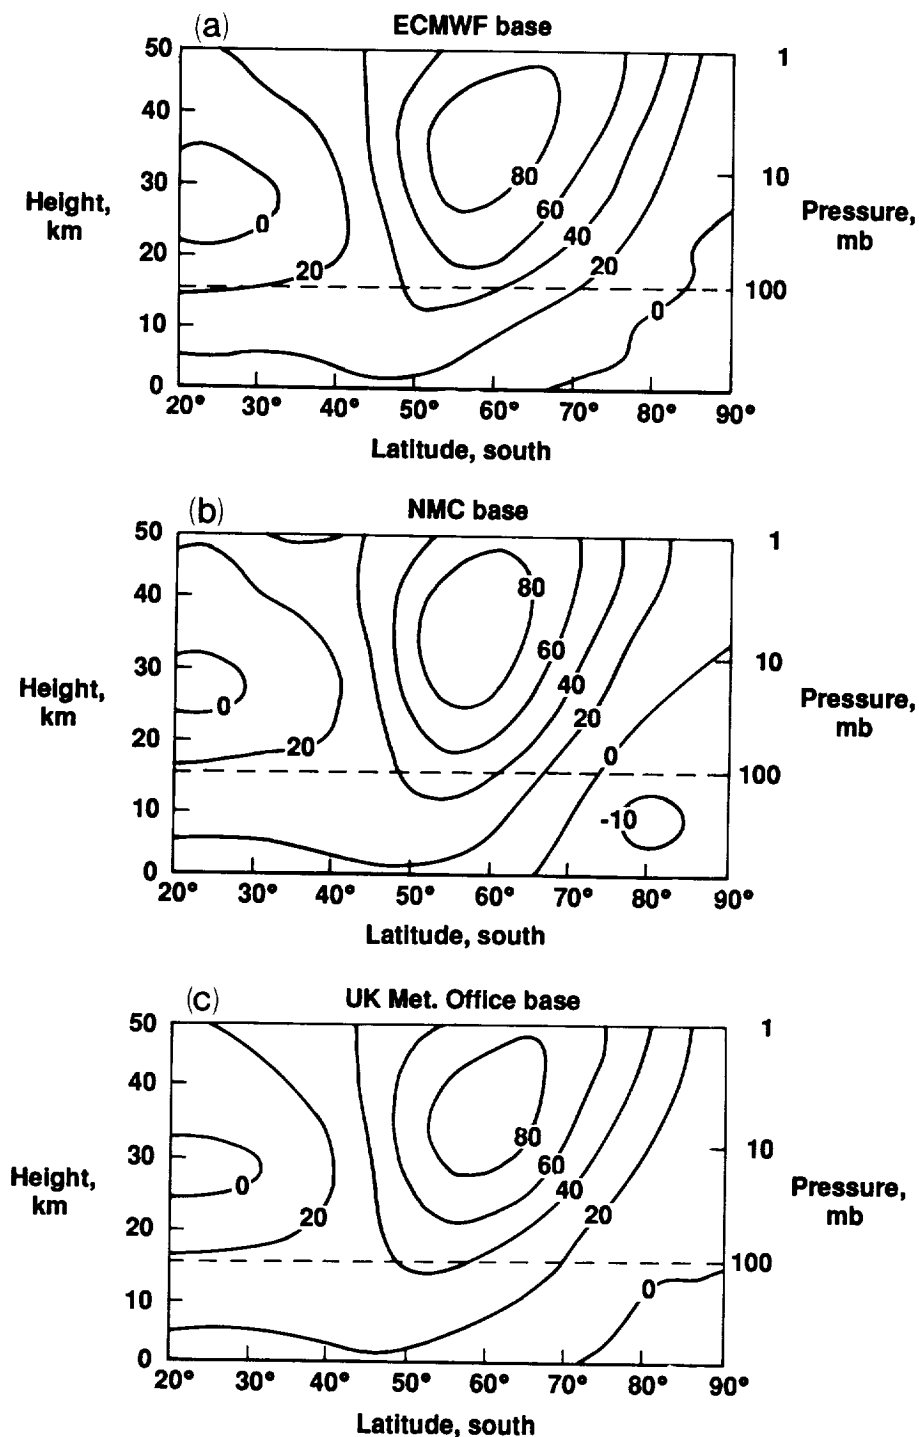 (a)
ECMWF base
50
40
30
20
10
0
Height,
km
1
10
100
Pressure,
mb
0
20
80
60
40
20
0
20° 30° 40° 50° 60° 70° 80° 90°
Latitude, south
(b)
NMC base
50
40
30
20
10
0
Height,
km
1
10
100
Pressure,
mb
0
20
80
60
40
20
0
-10
20° 30° 40° 50° 60° 70° 80° 90°
Latitude, south
(c)
UK Met. Office base
50
40
30
20
10
0
Height,
km
1
10
100
Pressure,
mb
0
20
80
60
40
20
0
20° 30° 40° 50° 60° 70° 80° 90°
Latitude, south